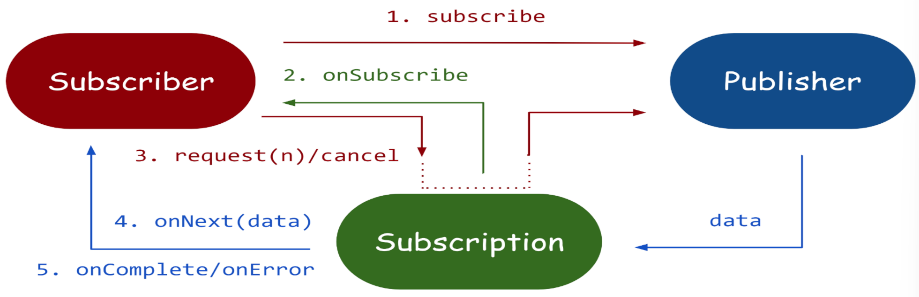 1. subscribe
Subscriber
2. onSubscribe
Publisher
3. request(n)/cancel
4. onNext(data)
data
Subscription
5. onComplete/onError